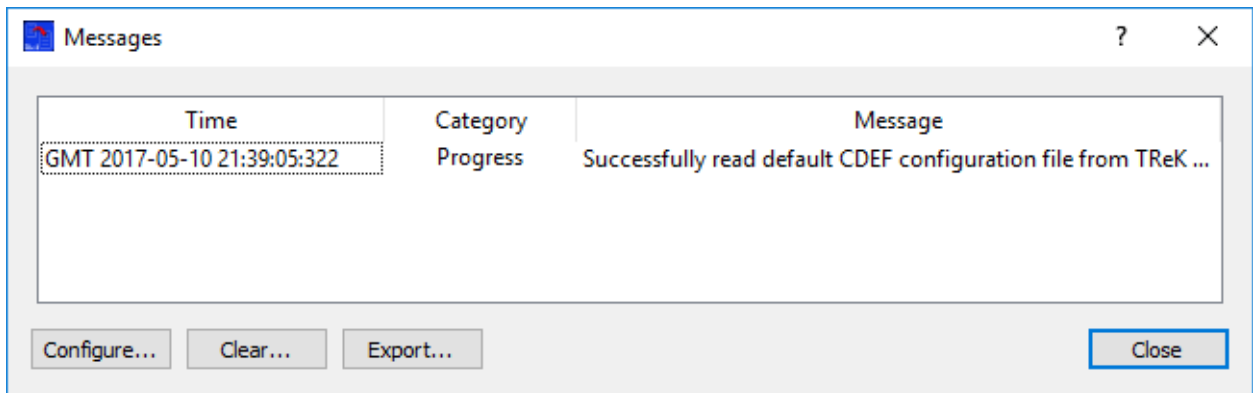 Messages
?
Time Category Message
GMT 2017-05-10 21:39:05:322 Progress Successfully read default CDEF configuration file from TReK ...
Configure... Clear... Export... Close